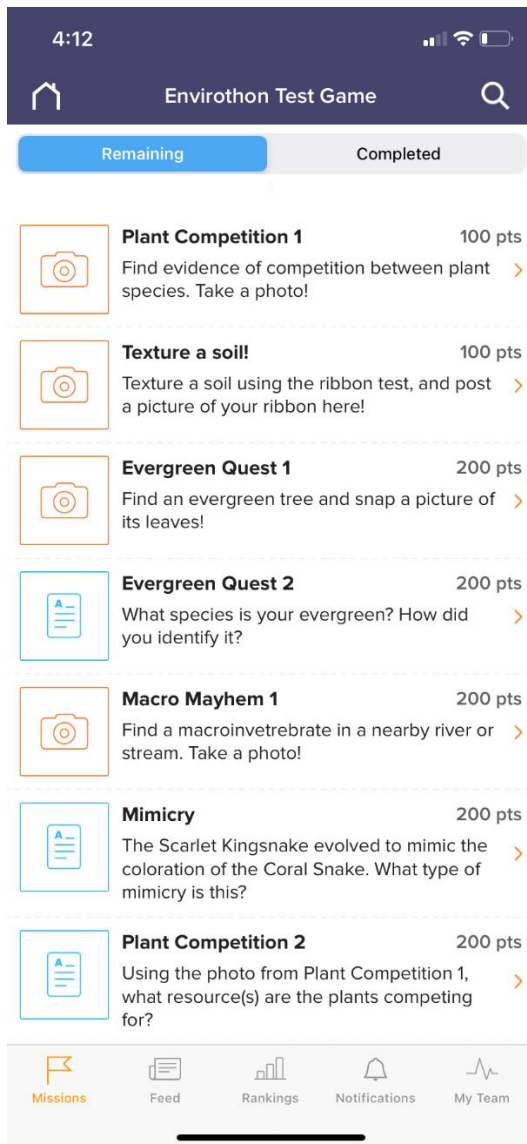 4:12
Envirothon Test Game
Remaining Completed
Plant Competition 1 100 pts
Find evidence of competition between plant
species. Take a photo!
Texture a soil! 100 pts
Texture a soil using the ribbon test, and post
a picture of your ribbon here!
Evergreen Quest 1 200 pts
Find an evergreen tree and snap a picture of
its leaves!
Evergreen Quest 2 200 pts
What species is your evergreen? How did
you identify it?
Macro Mayhem 1 200 pts
Find a macroinvetrebrate in a nearby river or
stream. Take a photo!
Mimicry 200 pts
The Scarlet Kingsnake evolved to mimic the
coloration of the Coral Snake. What type of
mimicry is this?
Plant Competition 2 200 pts
Using the photo from Plant Competition 1,
what resource(s) are the plants competing
for?
Missions Feed Rankings Notifications My Team